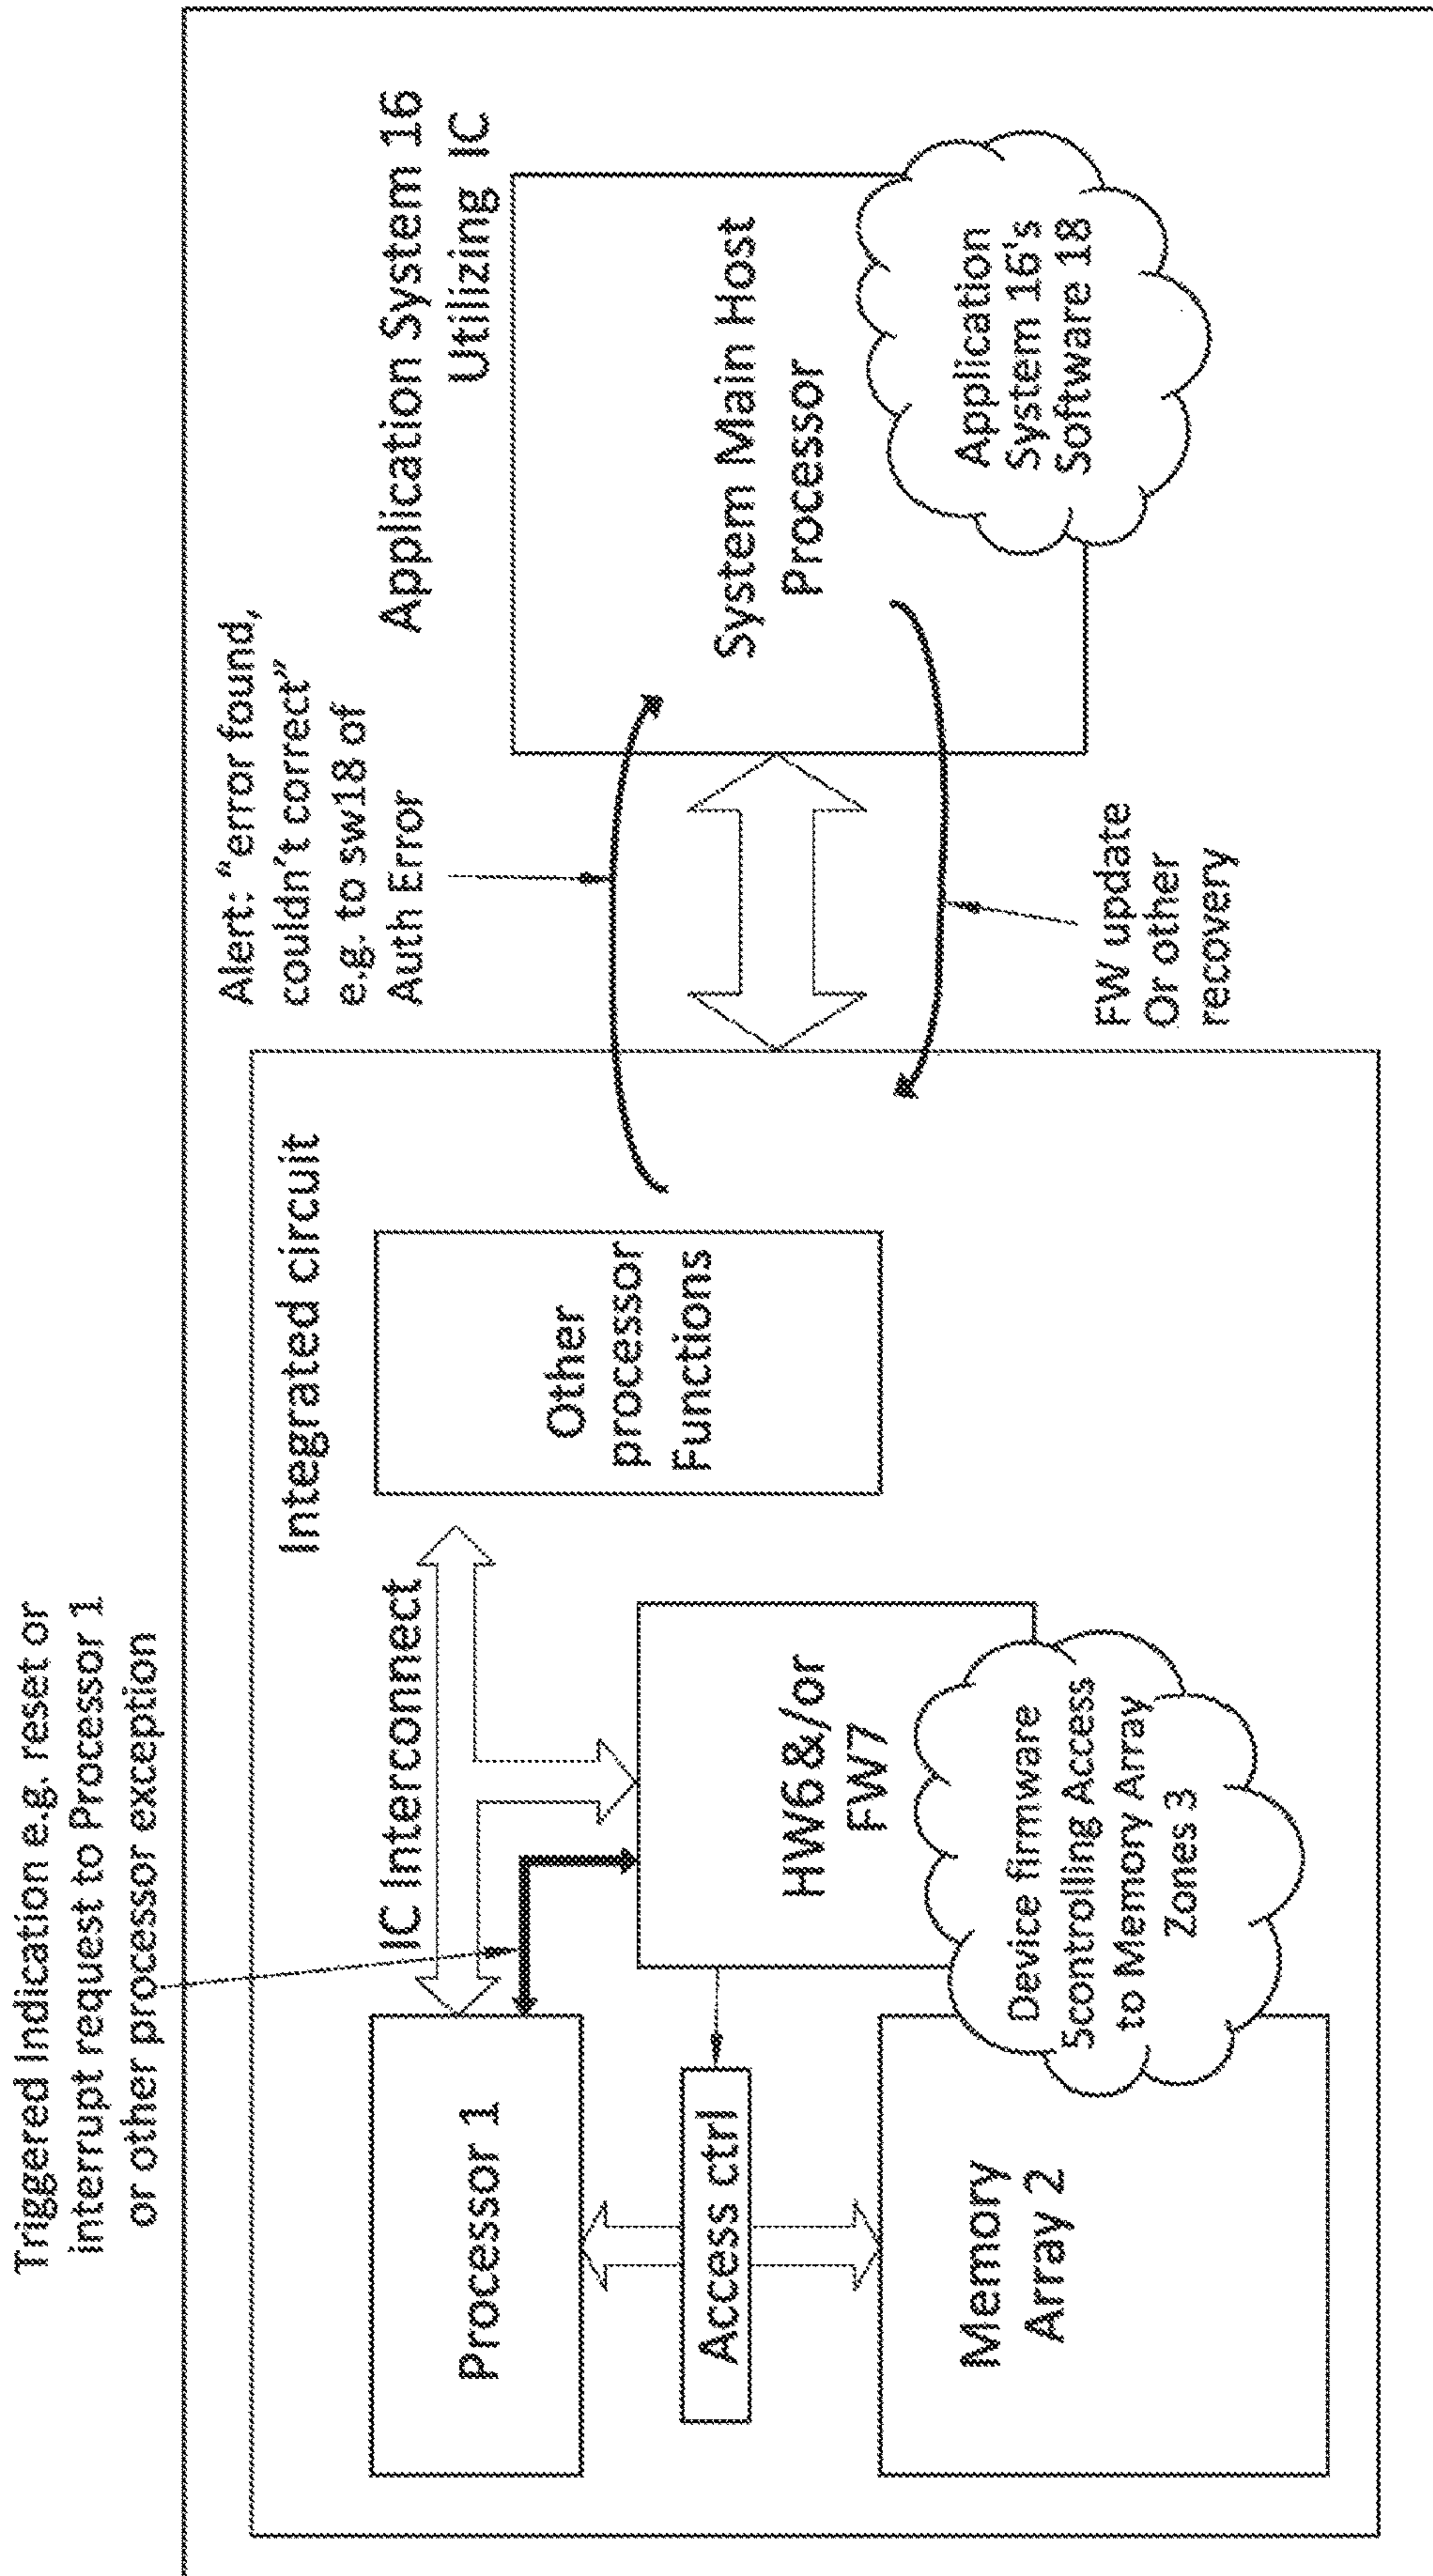 Triggered Indication e.g. reset or
interrupt request to Processor 1
or other processor exception
Alert: "error found,
couldn't correct"
e.g. to sw18 of
Auth Error
Application System 16
Utilizing IC
Integrated circuit
IC Interconnect
Processor 1
Access ctrl
Memory
Array 2
HW6&/or
FW7
Device firmware
5controlling Access
to Memory Array
Zones 3
Other
processor
Functions
System Main Host
Processor
Application
System 16's
Software 18
FW update
Or other
recovery